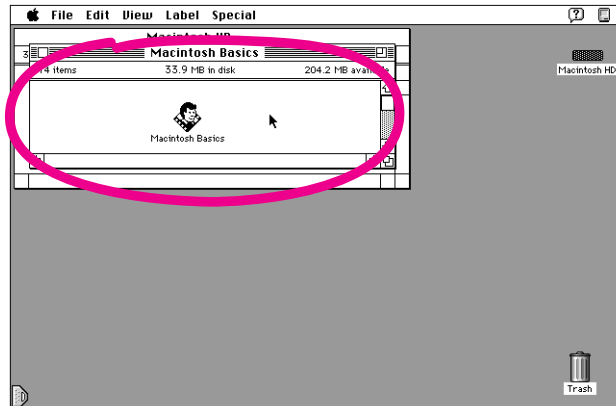 File Edit View Label Special
Macintosh HD
Macintosh Basics
items 33.9 MB in disk 204.2 MB available
Macintosh Basics
Macintosh HD
Trash